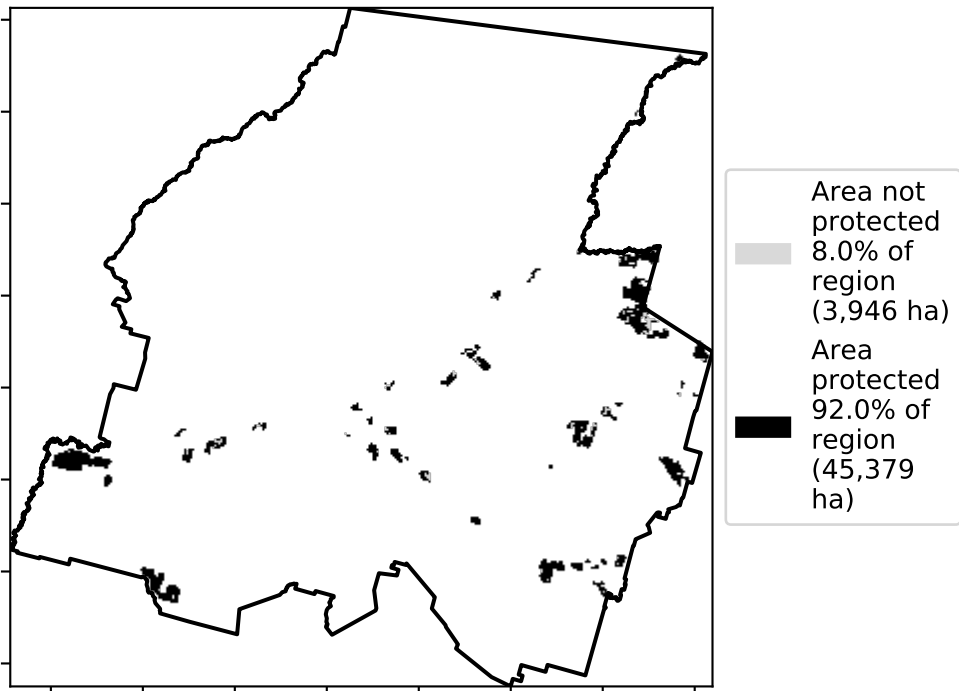 Area not
protected
8.0% of
region
(3,946 ha)
Area
protected
92.0% of
region
(45,379
ha)